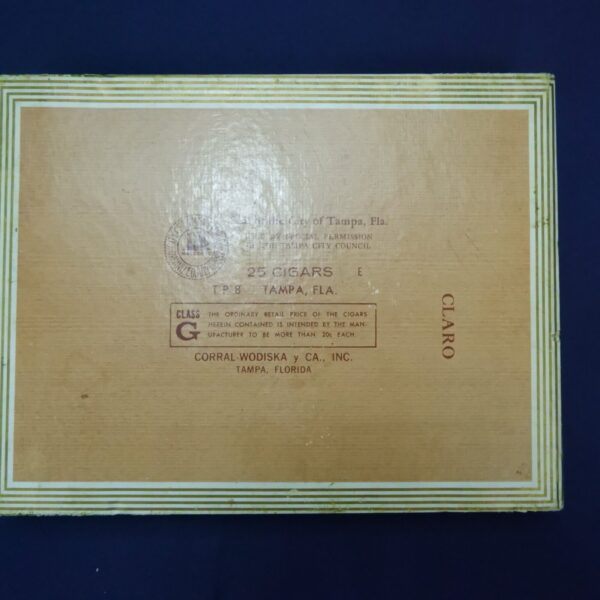 City of Tampa, Fla.
SPECIAL PERMISSION
TAMPA CITY COUNCIL
25 CIGARS E
T.P. 8 TAMPA, FLA.
CLASS G
THE ORDINARY RETAIL PRICE OF THE CIGARS
HEREIN CONTAINED IS INTENDED BY THE MAN-
UFACTURER TO BE MORE THAN 20¢ EACH.
CORRAL-WODISKA y CA., INC.
TAMPA, FLORIDA
CLARO